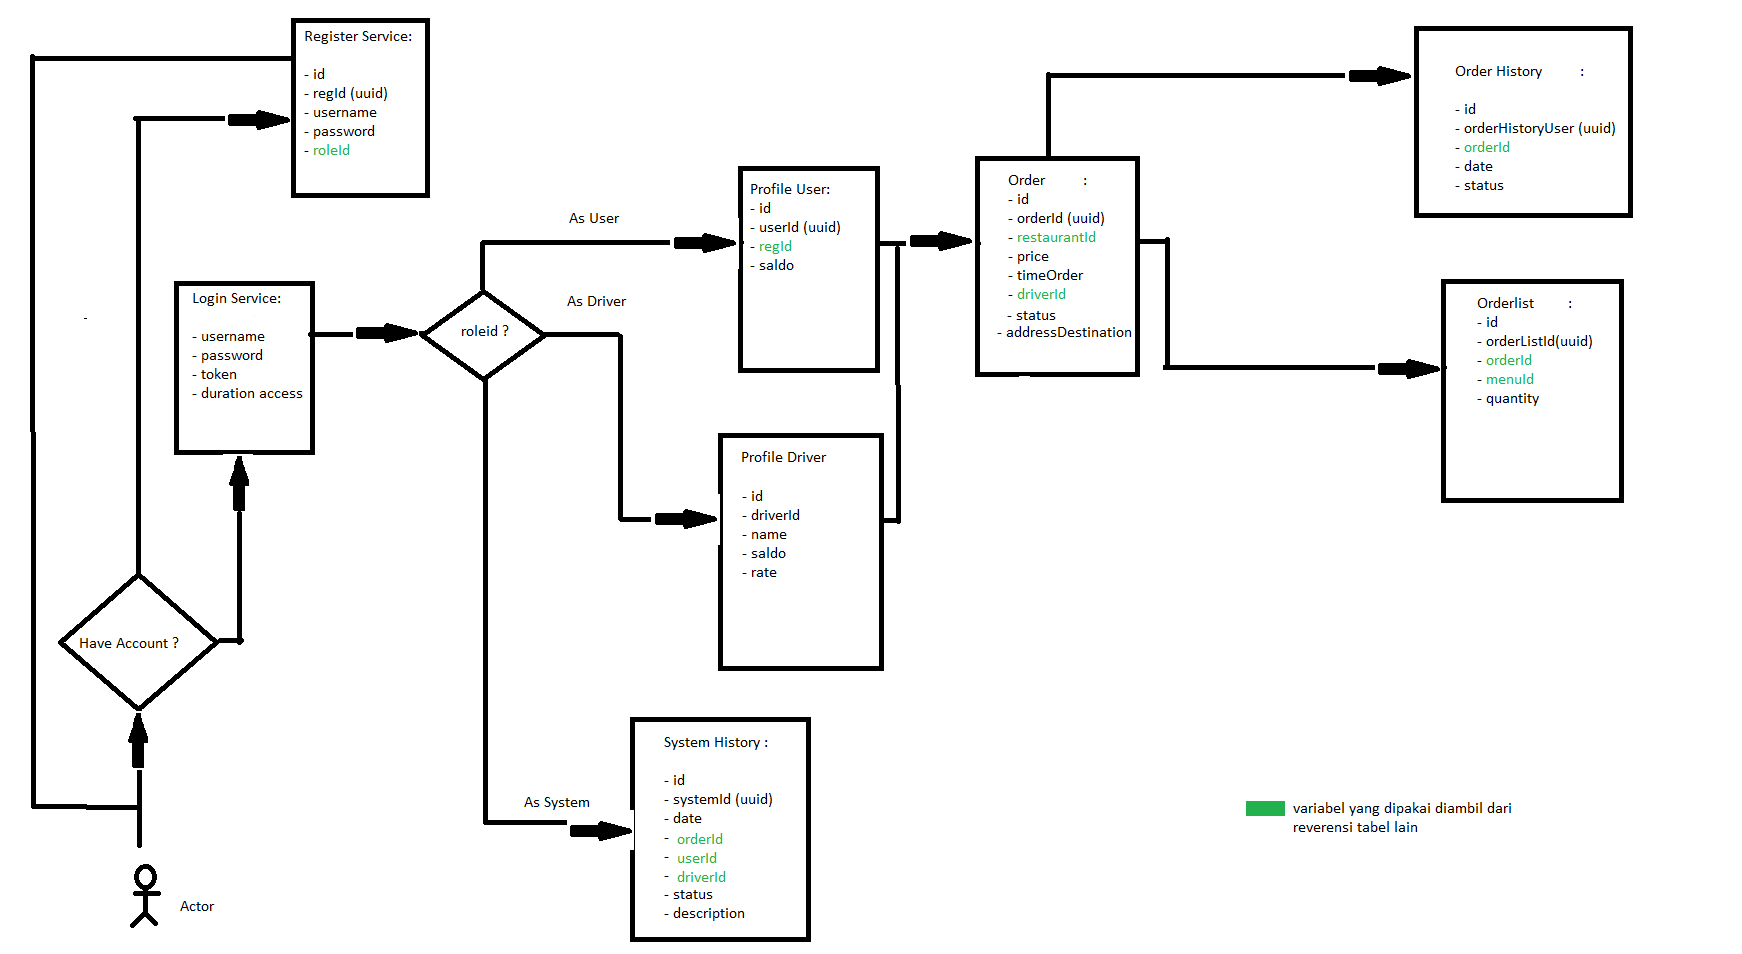 Register Service:
- id
- regId (uuid)
- username
- password
- roleId
Login Service:
- username
- password
- token
- duration access
Have Account ?
Actor
roleid ?
As User
As Driver
As System
Profile User:
- id
- userId (uuid)
- regId
- saldo
Profile Driver
- id
- driverId
- name
- saldo
- rate
System History :
- id
- systemId (uuid)
- date
- orderId
- userId
- driverId
- status
- description
Order :
- id
- orderId (uuid)
- restaurantId
- price
- timeOrder
- driverId
- status
- addressDestination
Order History :
- id
- orderHistoryUser (uuid)
- orderId
- date
- status
Orderlist :
- id
- orderListId(uuid)
- orderId
- menuId
- quantity
variabel yang dipakai diambil dari
reverensi tabel lain